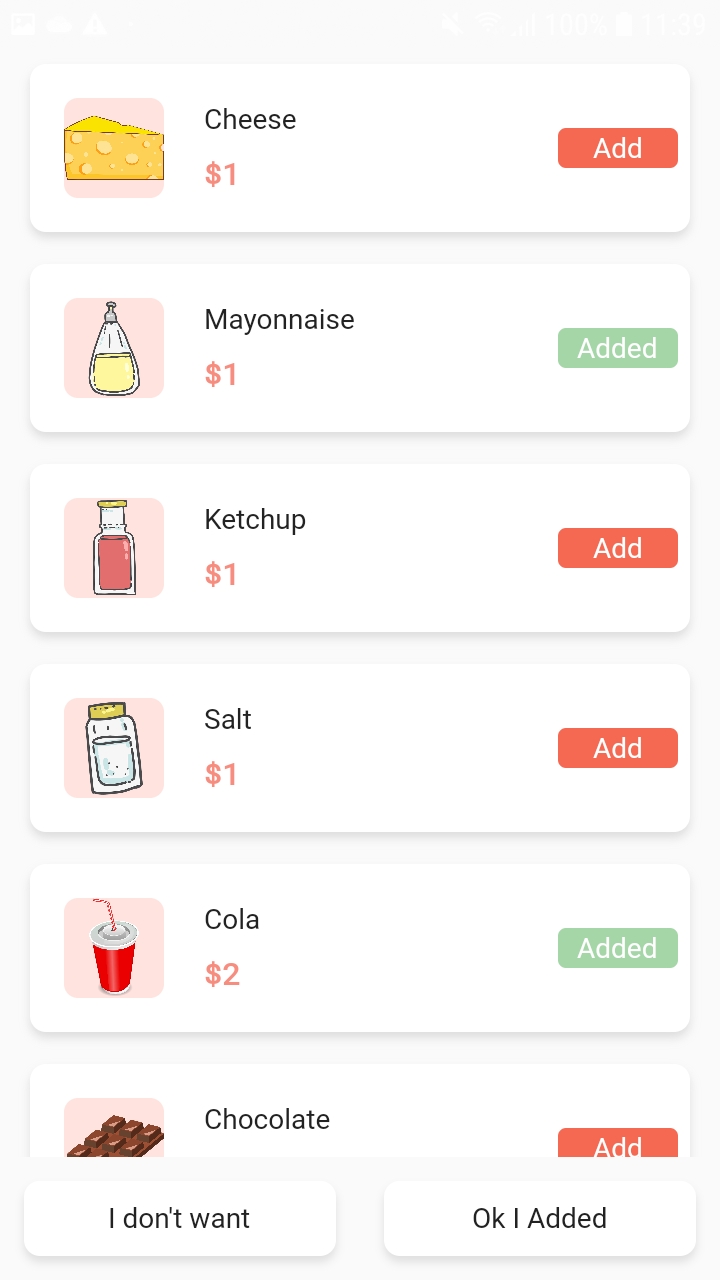 100% 11:39
Cheese
$1
Add
Mayonnaise
$1
Added
Ketchup
$1
Add
Salt
$1
Add
Cola
$2
Added
Chocolate
Add
I don't want
Ok I Added